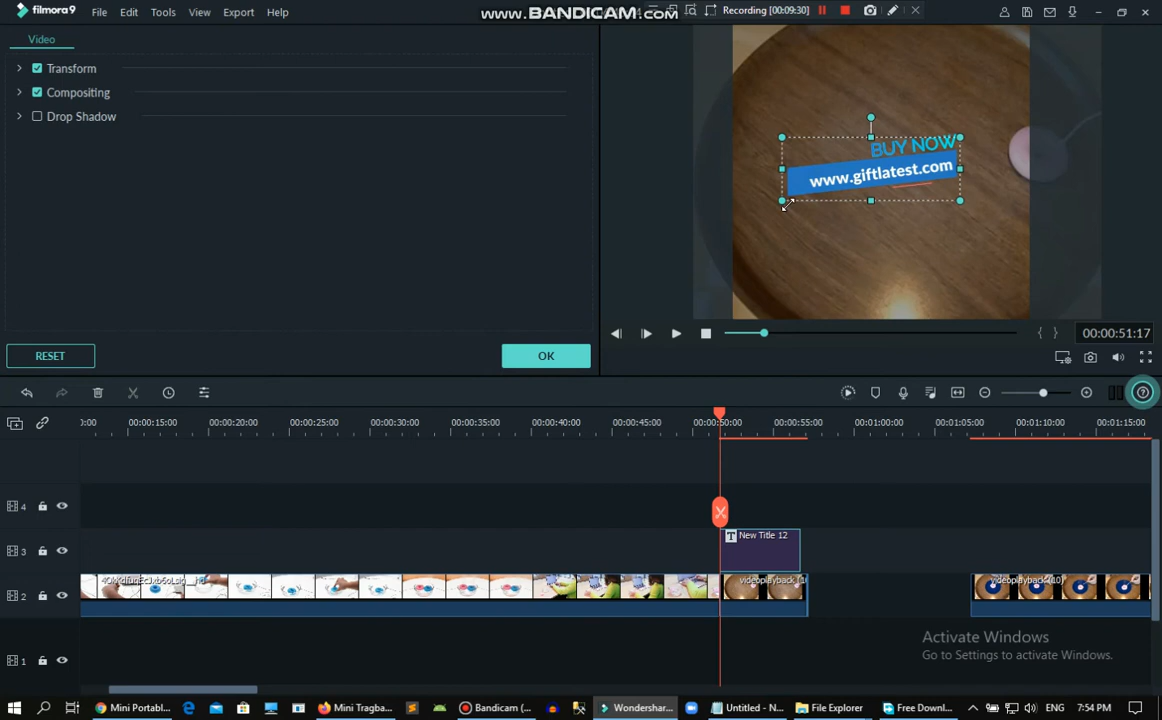 filmora9
File
Edit
Tools
View
Export
Help
www.BANDICAM.com
Recording [00:09:30]
Video
Transform
Compositing
Drop Shadow
RESET
OK
BUY NOW
www.giftlatest.com
00:00:51:17
00:00:15:00
00:00:20:00
00:00:25:00
00:00:30:00
00:00:35:00
00:00:40:00
00:00:45:00
00:00:50:00
00:00:55:00
00:01:00:00
00:01:05:00
00:01:10:00
00:01:15:00
4
3
T New Title 12
2
videoplayback (10)
1
Activate Windows
Go to Settings to activate Windows.
Mini Portabl...
Mini Tragbar...
Bandicam (...
Wondershar...
Untitled - N...
File Explorer
Free Downl...
ENG
7:54 PM